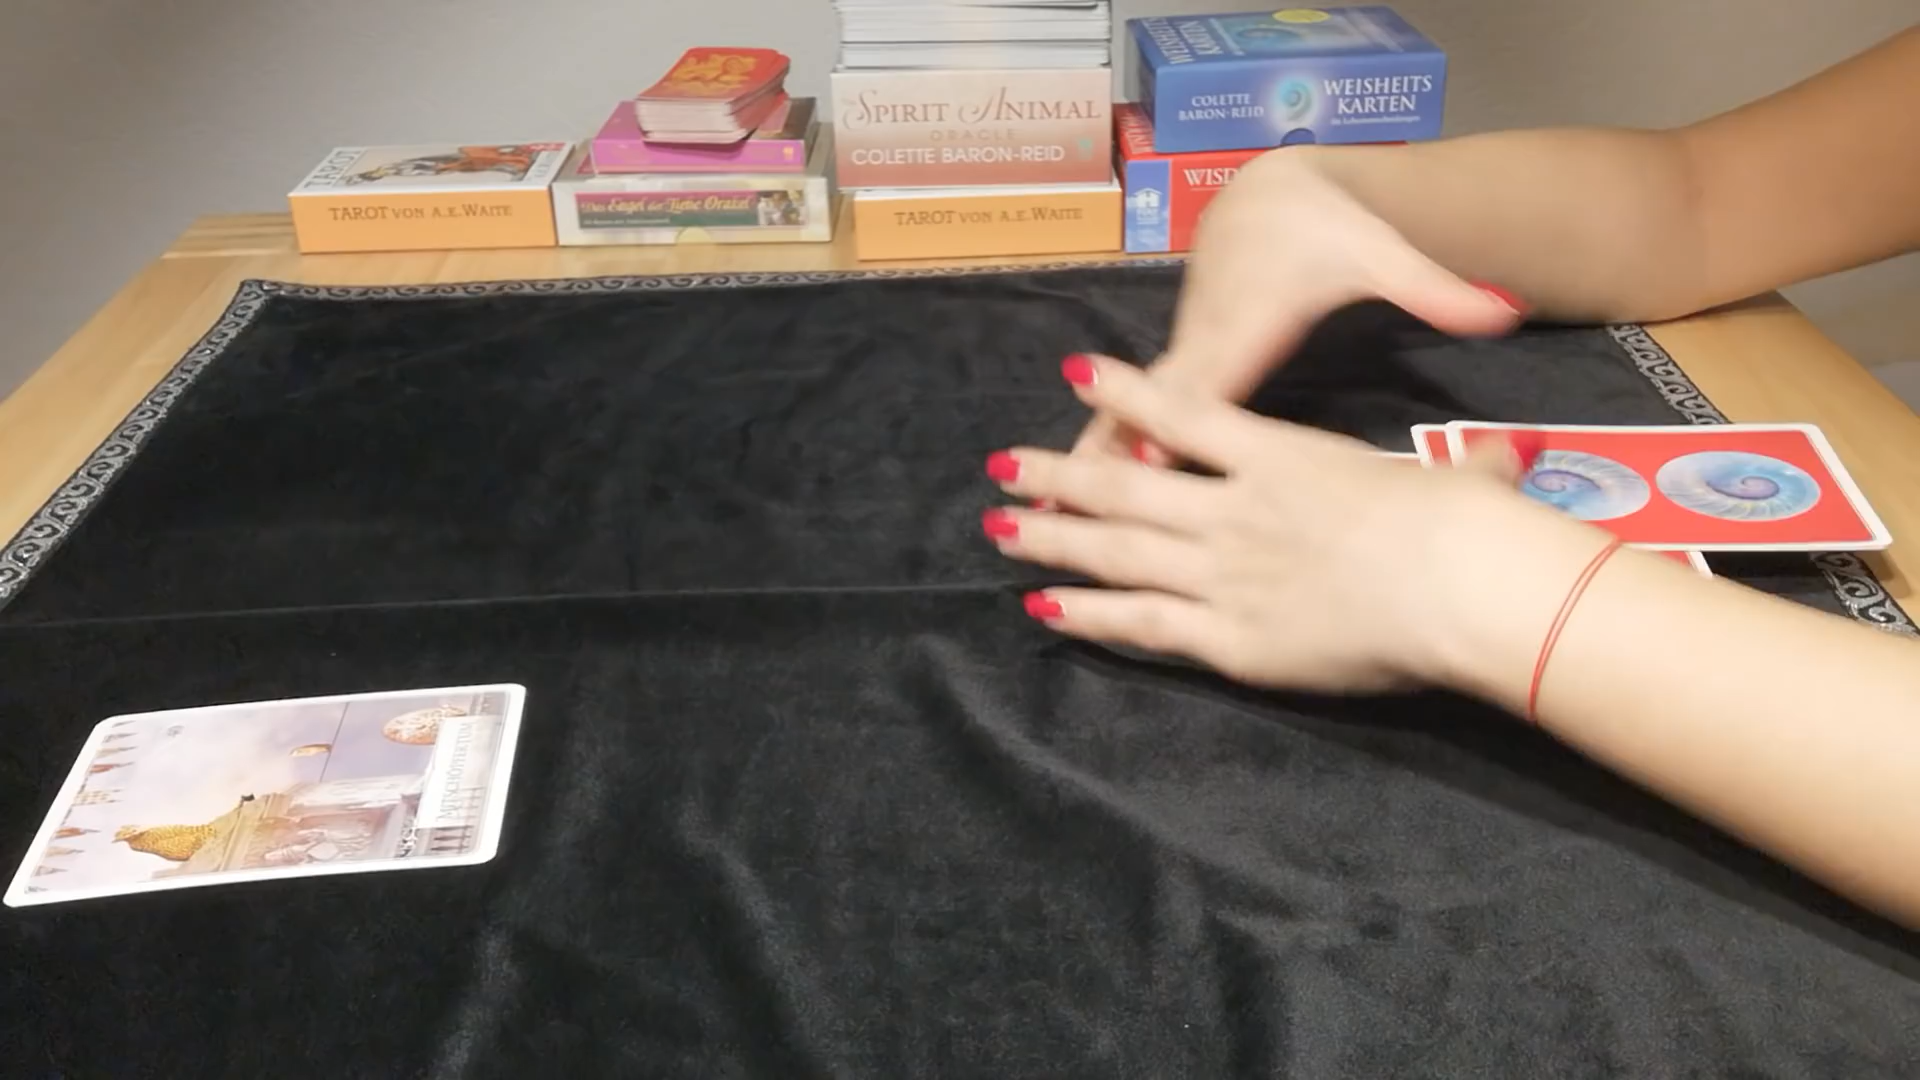 TAROT
TAROT VON A.E. WAITE
Das Engel der Liebe Orakel
SPIRIT ANIMAL
ORACLE
COLETTE BARON-REID
TAROT VON A.E. WAITE
WEISHEITS
KARTEN
COLETTE
BARON-REID
WEISHEITS
KARTEN
MITSCHÖPFERTUM